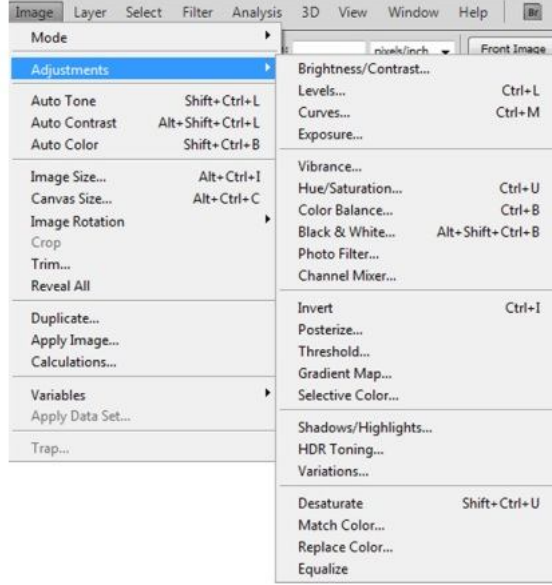 Image Layer Select Filter Analysis 3D View Window Help Br
Mode
pixels/inch Front Image
Adjustments
Auto Tone Shift+Ctrl+L
Auto Contrast Alt+Shift+Ctrl+L
Auto Color Shift+Ctrl+B
Image Size... Alt+Ctrl+I
Canvas Size... Alt+Ctrl+C
Image Rotation
Crop
Trim...
Reveal All
Duplicate...
Apply Image...
Calculations...
Variables
Apply Data Set...
Trap...
Brightness/Contrast...
Levels... Ctrl+L
Curves... Ctrl+M
Exposure...
Vibrance...
Hue/Saturation... Ctrl+U
Color Balance... Ctrl+B
Black & White... Alt+Shift+Ctrl+B
Photo Filter...
Channel Mixer...
Invert Ctrl+I
Posterize...
Threshold...
Gradient Map...
Selective Color...
Shadows/Highlights...
HDR Toning...
Variations...
Desaturate Shift+Ctrl+U
Match Color...
Replace Color...
Equalize